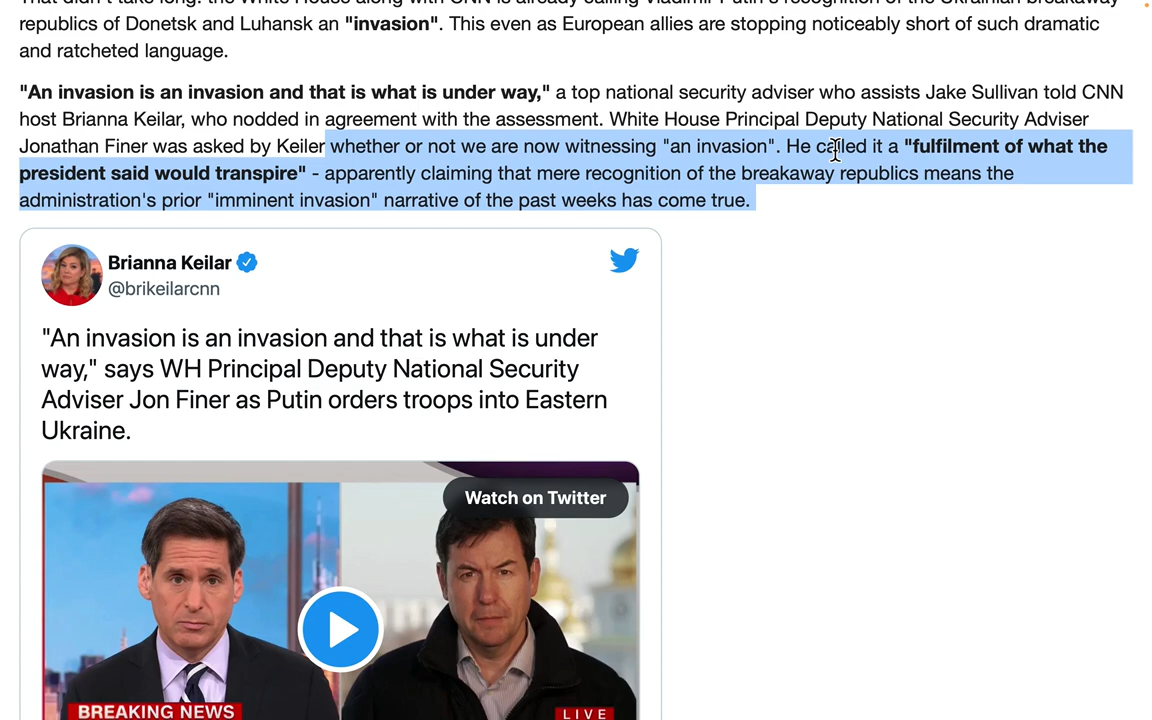 That didn't take long: the White House along with CNN is already calling Vladimir Putin's recognition of the Ukrainian breakaway
republics of Donetsk and Luhansk an "invasion". This even as European allies are stopping noticeably short of such dramatic
and ratcheted language.
"An invasion is an invasion and that is what is under way," a top national security adviser who assists Jake Sullivan told CNN
host Brianna Keilar, who nodded in agreement with the assessment. White House Principal Deputy National Security Adviser
Jonathan Finer was asked by Keiler whether or not we are now witnessing "an invasion". He called it a "fulfilment of what the
president said would transpire" - apparently claiming that mere recognition of the breakaway republics means the
administration's prior "imminent invasion" narrative of the past weeks has come true.
Brianna Keilar
@brikeilarcnn
"An invasion is an invasion and that is what is under
way," says WH Principal Deputy National Security
Adviser Jon Finer as Putin orders troops into Eastern
Ukraine.
Watch on Twitter
BREAKING NEWS
LIVE